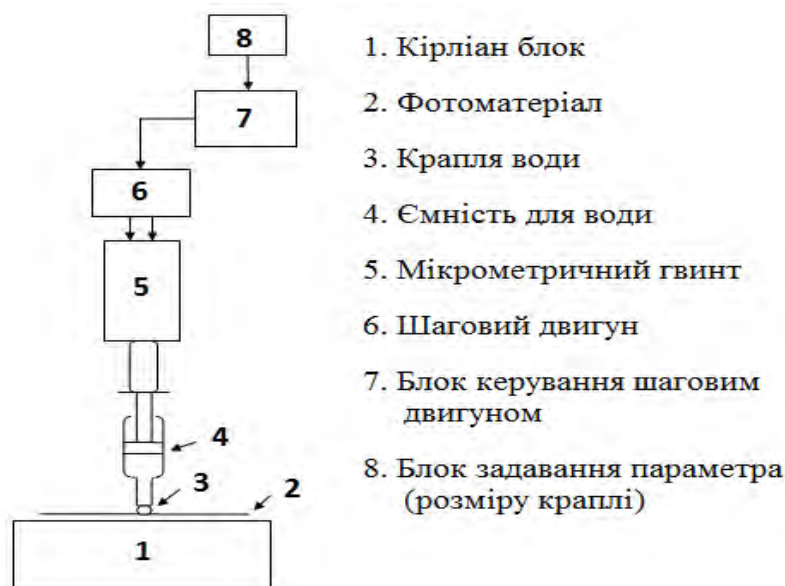 8
7
6
5
4
3
2
1
1. Кірліан блок
2. Фотоматеріал
3. Крапля води
4. Ємність для води
5. Мікрометричний гвинт
6. Шаговий двигун
7. Блок керування шаговим
двигуном
8. Блок задавання параметра
(розміру краплі)